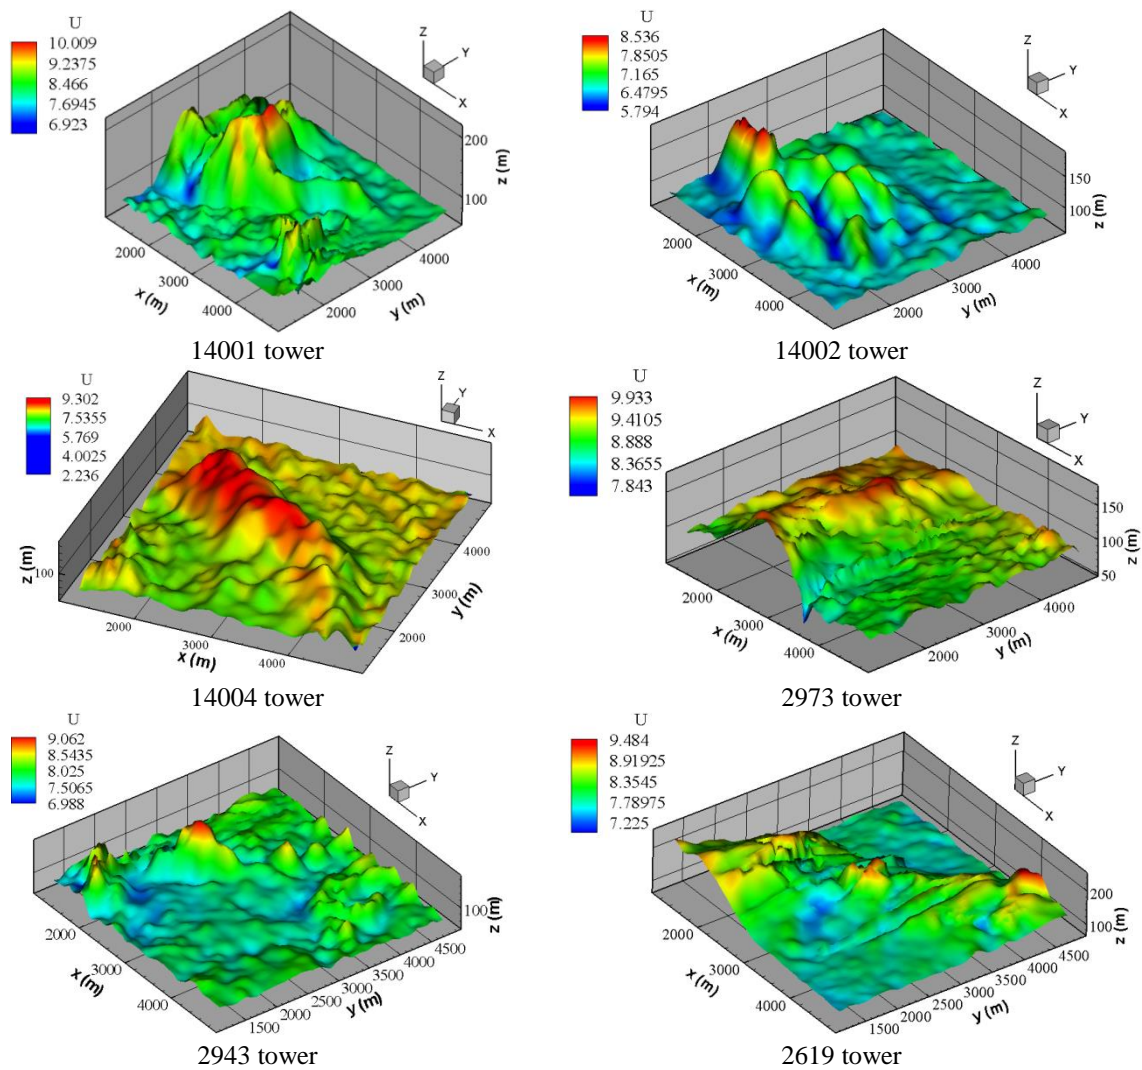 U
10.009
9.2375
8.466
7.6945
6.923
Z
Y
X
200
100
z (m)
2000
3000
4000
x (m)
2000
3000
4000
y (m)
14001 tower
U
8.536
7.8505
7.165
6.4795
5.794
Z
Y
X
150
100
z (m)
2000
3000
4000
x (m)
2000
3000
4000
y (m)
14002 tower
U
9.302
7.5355
5.769
4.0025
2.236
Z
Y
X
100
z (m)
2000
3000
4000
x (m)
2000
3000
4000
y (m)
14004 tower
U
9.933
9.4105
8.888
8.3655
7.843
Z
Y
X
150
100
50
z (m)
2000
3000
4000
x (m)
2000
3000
4000
y (m)
2973 tower
U
9.062
8.5435
8.025
7.5065
6.988
Z
Y
X
100
z (m)
2000
3000
4000
x (m)
1500
2000
2500
3000
3500
4000
4500
y (m)
2943 tower
U
9.484
8.91925
8.3545
7.78975
7.225
Z
Y
X
200
100
z (m)
2000
3000
4000
x (m)
1500
2000
2500
3000
3500
4000
4500
y (m)
2619 tower